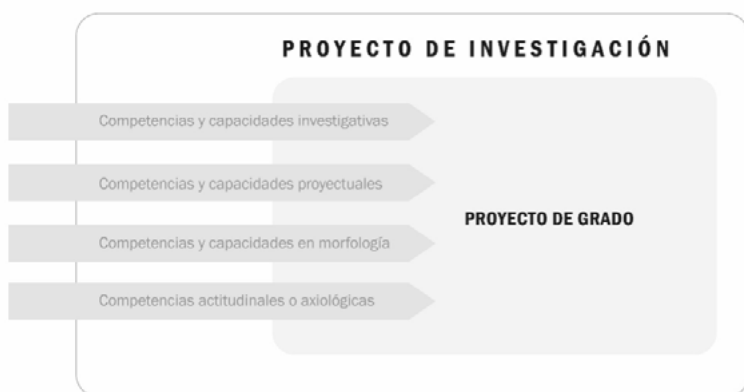 PROYECTO DE INVESTIGACIÓN
Competencias y capacidades investigativas
Competencias y capacidades proyectuales
PROYECTO DE GRADO
Competencias y capacidades en morfología
Competencias actitudinales o axiológicas